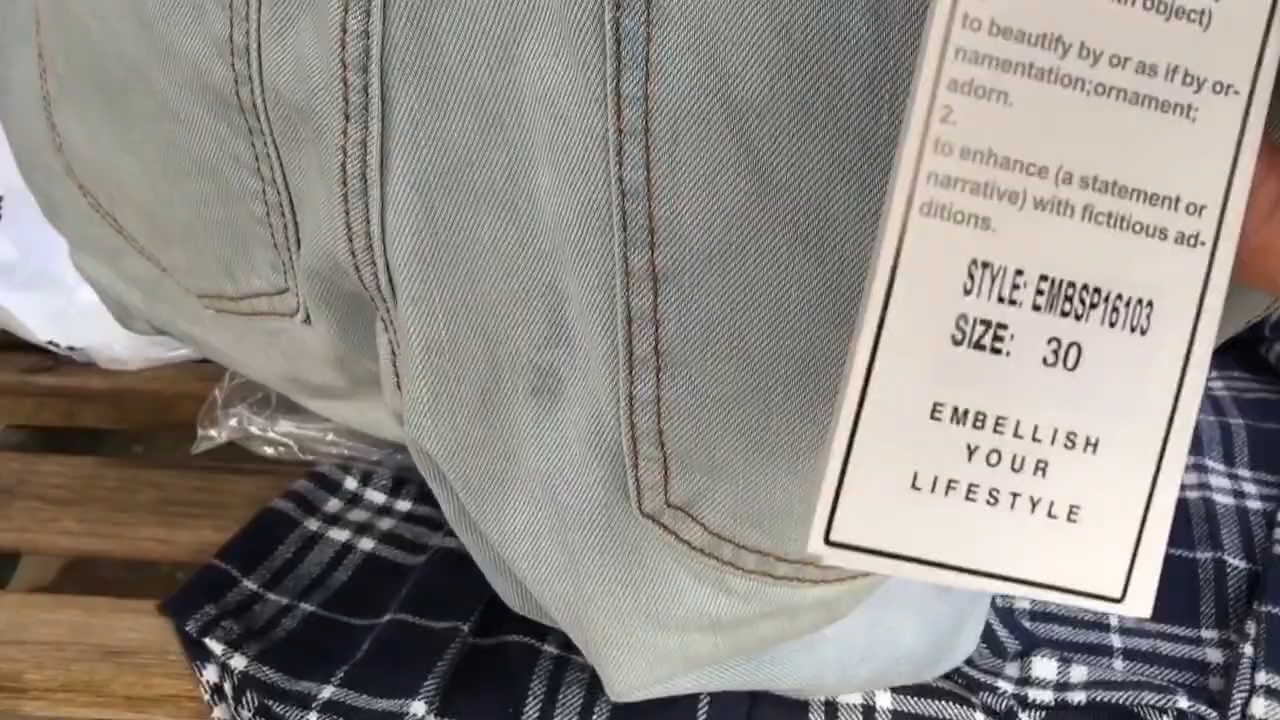 object)
to beautify by or as if by or-
namentation;ornament;
adorn.
2.
to enhance (a statement or
narrative) with fictitious ad-
ditions.
STYLE: EMBSP16103
SIZE: 30
EMBELLISH
YOUR
LIFESTYLE